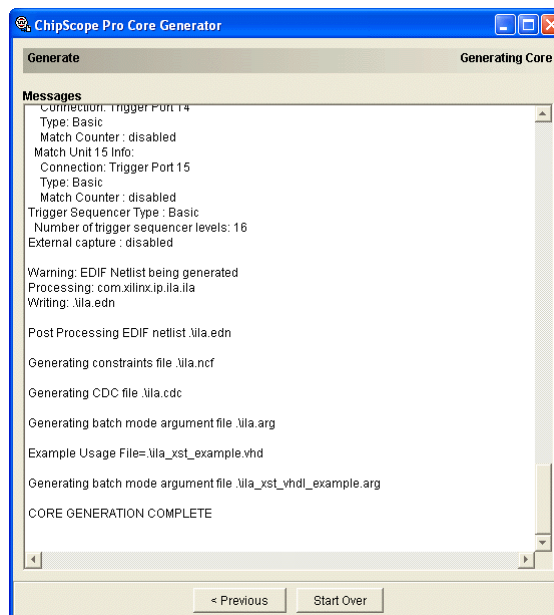 ChipScope Pro Core Generator
Generate
Generating Core
Messages
Connection: Trigger Port 14
Type: Basic
Match Counter : disabled
Match Unit 15 Info:
Connection: Trigger Port 15
Type: Basic
Match Counter : disabled
Trigger Sequencer Type : Basic
Number of trigger sequencer levels: 16
External capture : disabled
Warning: EDIF Netlist being generated
Processing: com.xilinx.ip.ila.ila
Writing: .\ila.edn
Post Processing EDIF netlist .\ila.edn
Generating constraints file .\ila.ncf
Generating CDC file .\ila.cdc
Generating batch mode argument file .\ila.arg
Example Usage File=.\ila_xst_example.vhd
Generating batch mode argument file .\ila_xst_vhdl_example.arg
CORE GENERATION COMPLETE
< Previous
Start Over